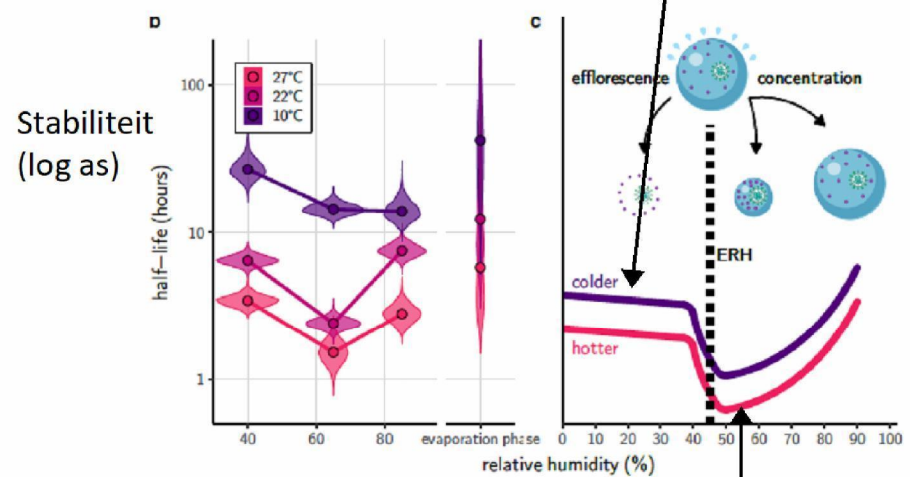 b
Stabiliteit
(log as)
half–life (hours)
100
10
1
27°C
22°C
10°C
40
60
80
evaporation phase
c
efflorescence
concentration
ERH
colder
hotter
0
10
20
30
40
50
60
70
80
90
100
relative humidity (%)